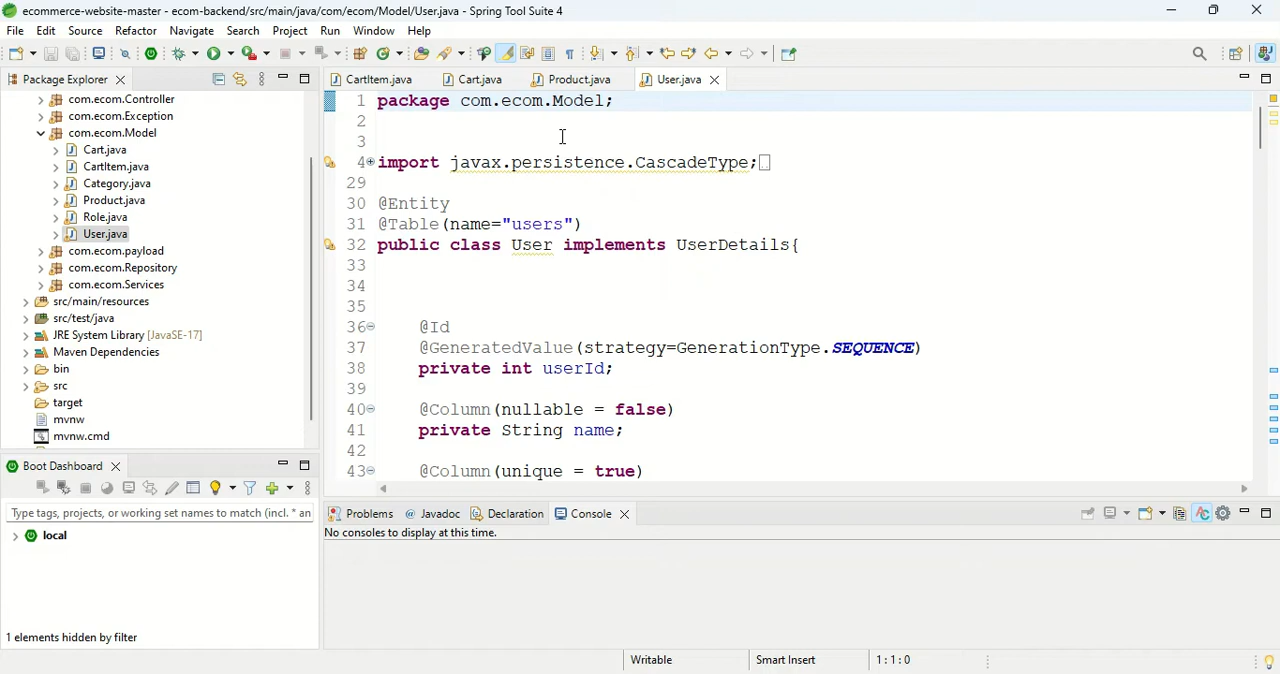 ecommerce-website-master - ecom-backend/src/main/java/com/ecom/Model/User.java - Spring Tool Suite 4
File Edit Source Refactor Navigate Search Project Run Window Help
Package Explorer
com.ecom.Controller
com.ecom.Exception
com.ecom.Model
Cart.java
CartItem.java
Category.java
Product.java
Role.java
User.java
com.ecom.payload
com.ecom.Repository
com.ecom.Services
src/main/resources
src/test/java
JRE System Library [JavaSE-17]
Maven Dependencies
bin
src
target
mvnw
mvnw.cmd
Boot Dashboard
Type tags, projects, or working set names to match (incl. * an
local
1 elements hidden by filter
CartItem.java Cart.java Product.java User.java
1 package com.ecom.Model;
2
3
4 import javax.persistence.CascadeType;
29
30 @Entity
31 @Table(name="users")
32 public class User implements UserDetails{
33
34
35
36 @Id
37 @GeneratedValue(strategy=GenerationType.SEQUENCE)
38 private int userId;
39
40 @Column(nullable = false)
41 private String name;
42
43 @Column(unique = true)
Problems @ Javadoc Declaration Console
No consoles to display at this time.
Writable Smart Insert 1 : 1 : 0